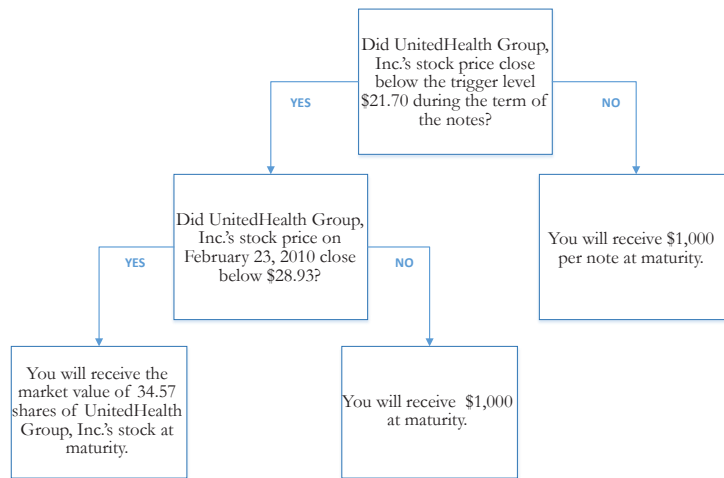 Did UnitedHealth Group,
Inc.'s stock price close
below the trigger level
$21.70 during the term of
the notes?
YES
NO
Did UnitedHealth Group,
Inc.'s stock price on
February 23, 2010 close
below $28.93?
You will receive $1,000
per note at maturity.
YES
NO
You will receive the
market value of 34.57
shares of UnitedHealth
Group, Inc.'s stock at
maturity.
You will receive $1,000
at maturity.